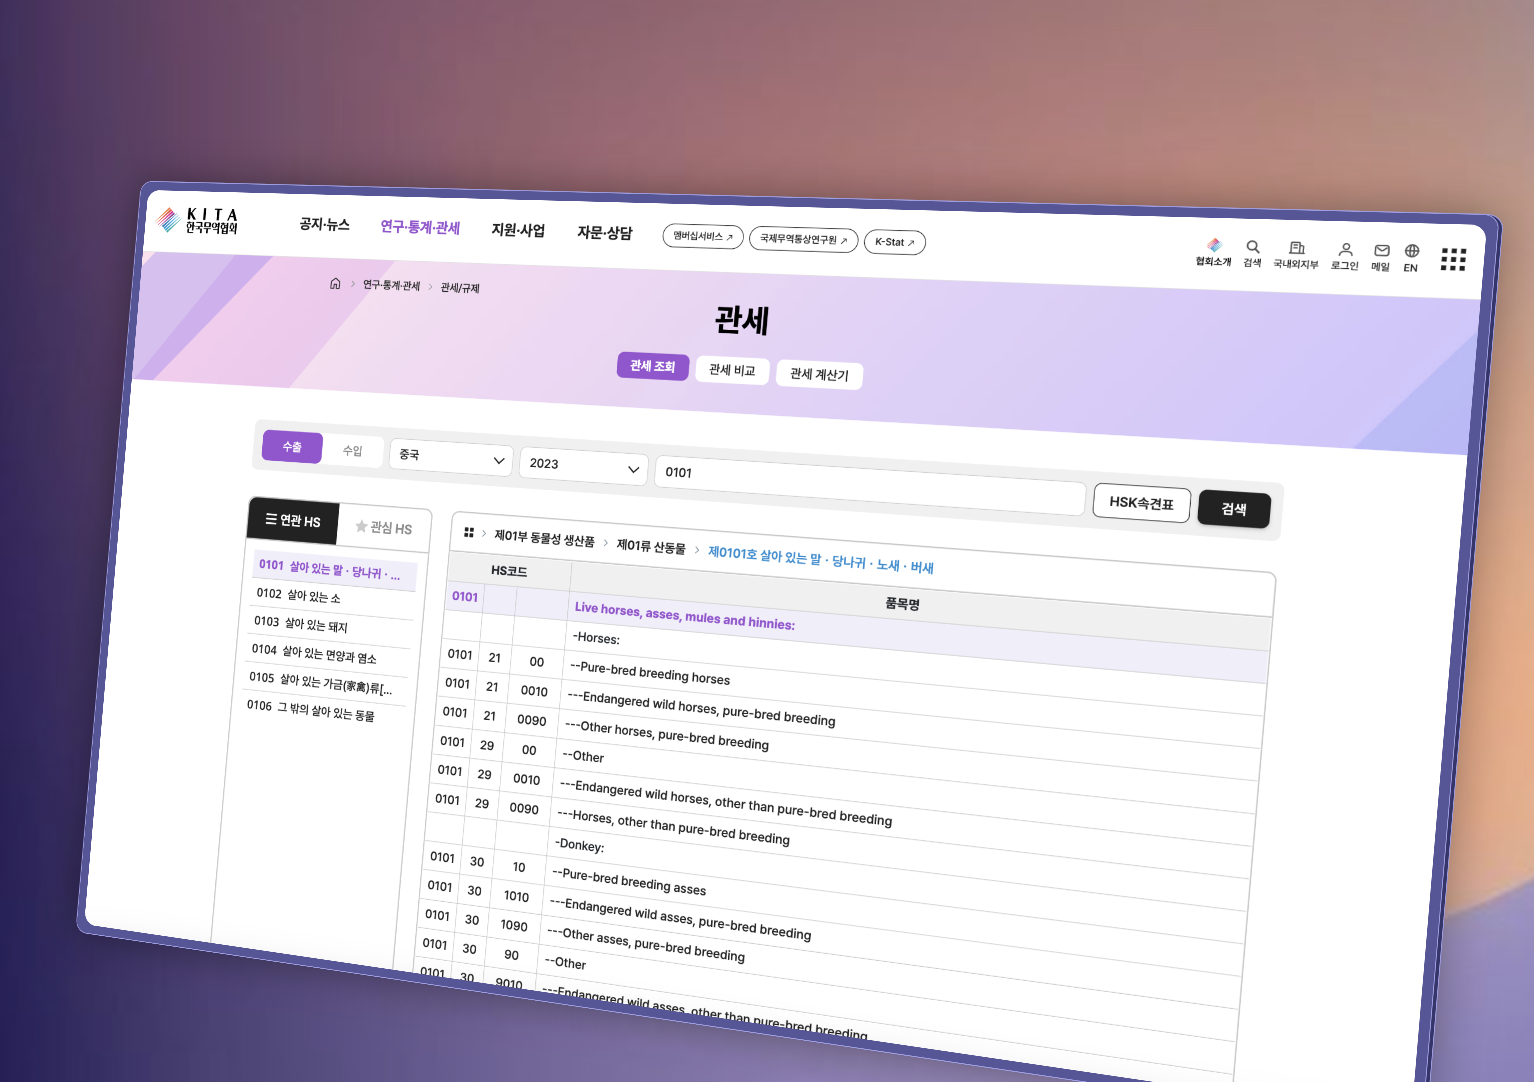 KITA
한국무역협회
공지·뉴스 연구·통계·관세 지원·사업 자문·상담 멤버십서비스 ↗ 국제무역통상연구원 ↗ K-Stat ↗
협회소개 검색 국내외지부 로그인 메일 EN
연구·통계·관세 > 관세/규제
관세
관세 조회 관세 비교 관세 계산기
수출 수입 중국 2023 0101 HSK속견표 검색
연관 HS 관심 HS
0101 살아 있는 말 · 당나귀 · ...
0102 살아 있는 소
0103 살아 있는 돼지
0104 살아 있는 면양과 염소
0105 살아 있는 가금(家禽)류[...
0106 그 밖의 살아 있는 동물
> 제01부 동물성 생산품 > 제01류 산동물 > 제0101호 살아 있는 말 · 당나귀 · 노새 · 버새
HS코드 품목명
0101 Live horses, asses, mules and hinnies:
-Horses:
0101 21 00 --Pure-bred breeding horses
0101 21 0010 ---Endangered wild horses, pure-bred breeding
0101 21 0090 ---Other horses, pure-bred breeding
0101 29 00 --Other
0101 29 0010 ---Endangered wild horses, other than pure-bred breeding
0101 29 0090 ---Horses, other than pure-bred breeding
-Donkey:
0101 30 10 --Pure-bred breeding asses
0101 30 1010 ---Endangered wild asses, pure-bred breeding
0101 30 1090 ---Other asses, pure-bred breeding
0101 30 90 --Other
0101 30 9010 ---Endangered wild asses, other than pure-bred breeding